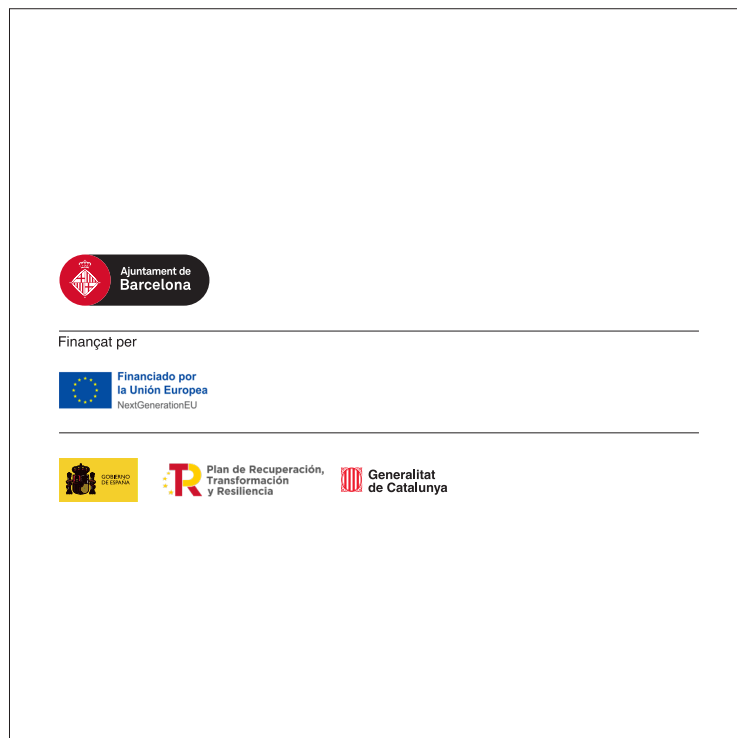 Ajuntament de
Barcelona
Finançat per
Financiado por
la Unión Europea
NextGenerationEU
GOBIERNO
DE ESPAÑA
Plan de Recuperación,
Transformación
y Resiliencia
Generalitat
de Catalunya